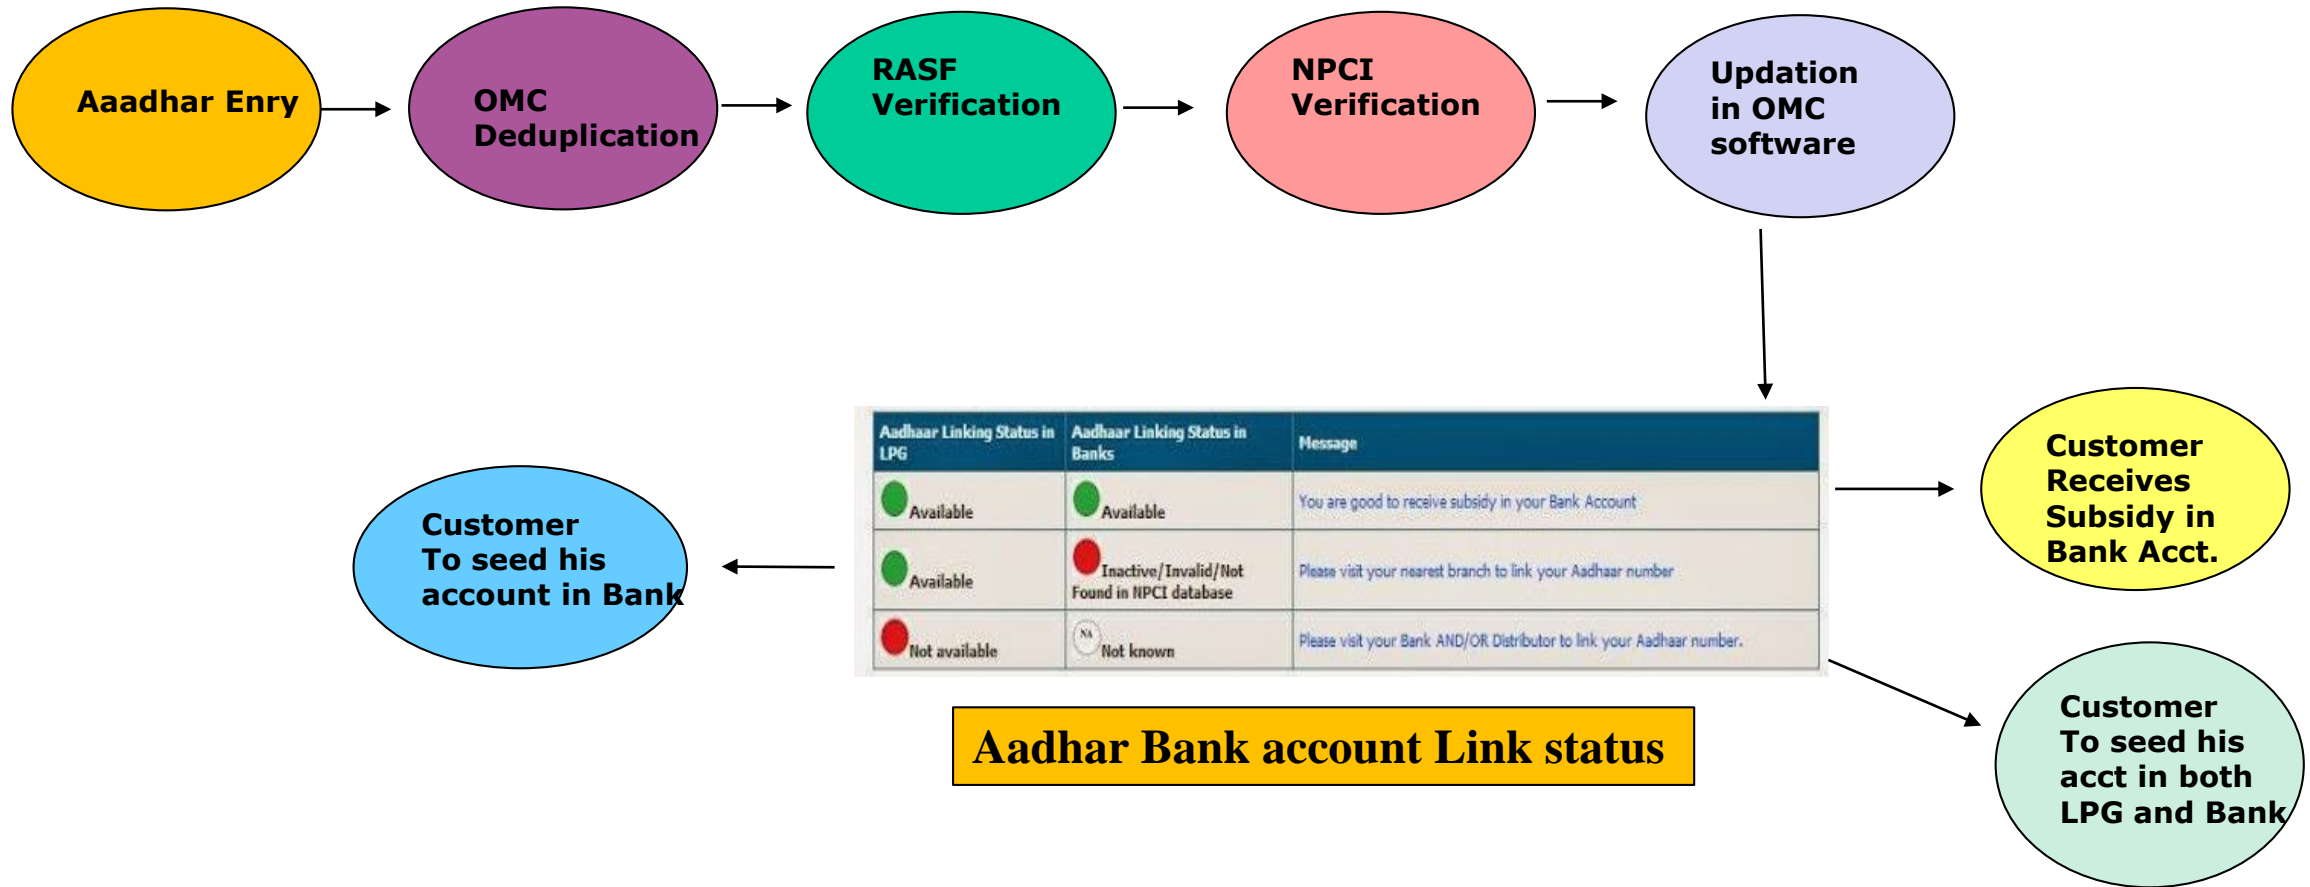 Aaadhar Enry
OMC
Deduplication
RASF
Verification
NPCI
Verification
Updation
in OMC
software
Aadhaar Linking Status in
LPG
Aadhaar Linking Status in
Banks
Message
Available
Available
You are good to receive subsidy in your Bank Account
Available
Inactive/Invalid/Not
Found in NPCI database
Please visit your nearest branch to link your Aadhaar number
Not available
NA
Not known
Please visit your Bank AND/OR Distributor to link your Aadhaar number.
Customer
To seed his
account in Bank
Customer
Receives
Subsidy in
Bank Acct.
Aadhar Bank account Link status
Customer
To seed his
acct in both
LPG and Bank